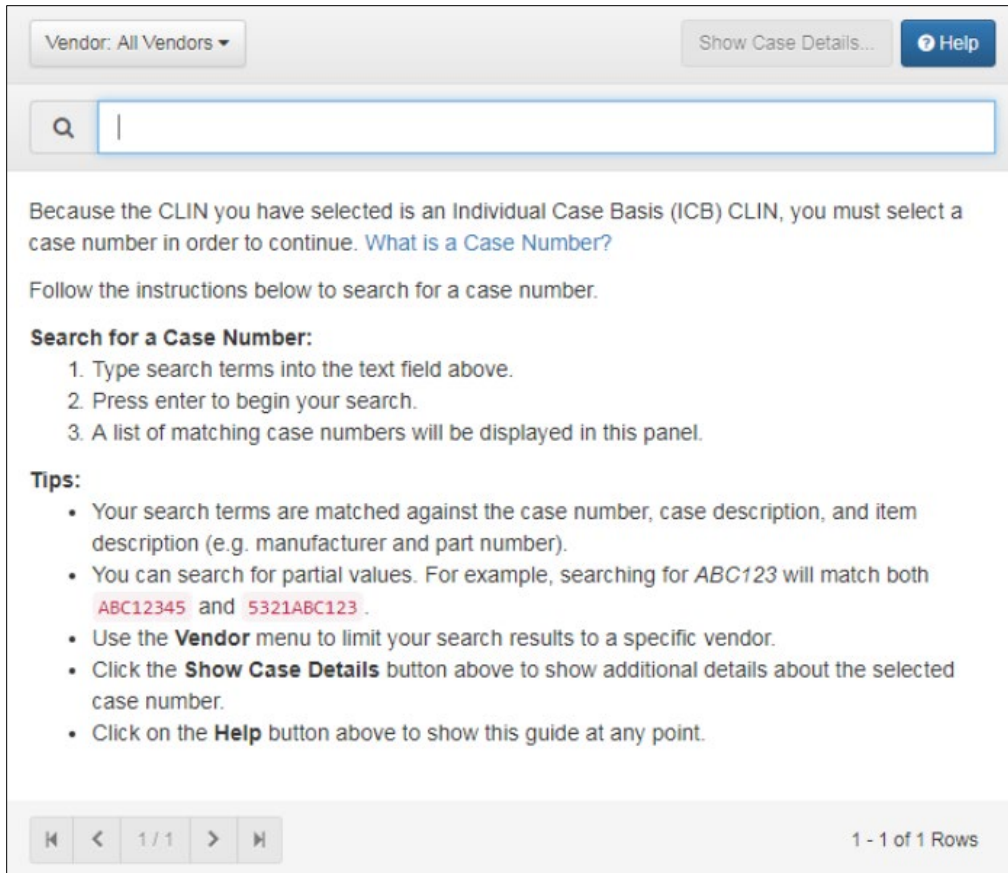 Vendor: All Vendors
Show Case Details...
Help
Because the CLIN you have selected is an Individual Case Basis (ICB) CLIN, you must select a
case number in order to continue. What is a Case Number?
Follow the instructions below to search for a case number.
Search for a Case Number:
1. Type search terms into the text field above.
2. Press enter to begin your search.
3. A list of matching case numbers will be displayed in this panel.
Tips:
• Your search terms are matched against the case number, case description, and item
description (e.g. manufacturer and part number).
• You can search for partial values. For example, searching for ABC123 will match both
ABC12345 and 5321ABC123.
• Use the Vendor menu to limit your search results to a specific vendor.
• Click the Show Case Details button above to show additional details about the selected
case number.
• Click on the Help button above to show this guide at any point.
1 / 1
1 - 1 of 1 Rows